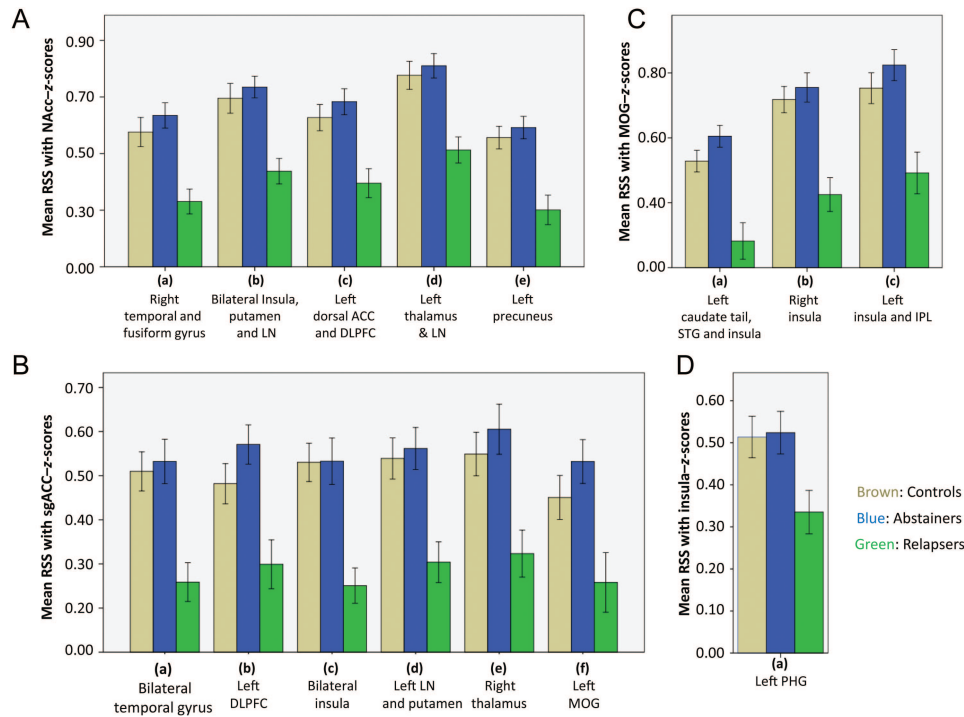 A
Mean RSS with NAcc–z-scores
0.90
0.70
0.50
0.30
0.00
(a)
Right
temporal and
fusiform gyrus
(b)
Bilateral Insula,
putamen
and LN
(c)
Left
dorsal ACC
and DLPFC
(d)
Left
thalamus
& LN
(e)
Left
precuneus
B
Mean RSS with sgACC–z-scores
0.70
0.60
0.50
0.40
0.30
0.20
0.00
(a)
Bilateral
temporal gyrus
(b)
Left
DLPFC
(c)
Bilateral
insula
(d)
Left LN
and putamen
(e)
Right
thalamus
(f)
Left
MOG
C
Mean RSS with MOG–z-scores
0.80
0.60
0.40
0.00
(a)
Left
caudate tail,
STG and insula
(b)
Right
insula
(c)
Left
insula and IPL
D
Mean RSS with insula–z-scores
0.60
0.50
0.40
0.30
0.20
0.00
(a)
Left PHG
Brown: Controls
Blue: Abstainers
Green: Relapsers